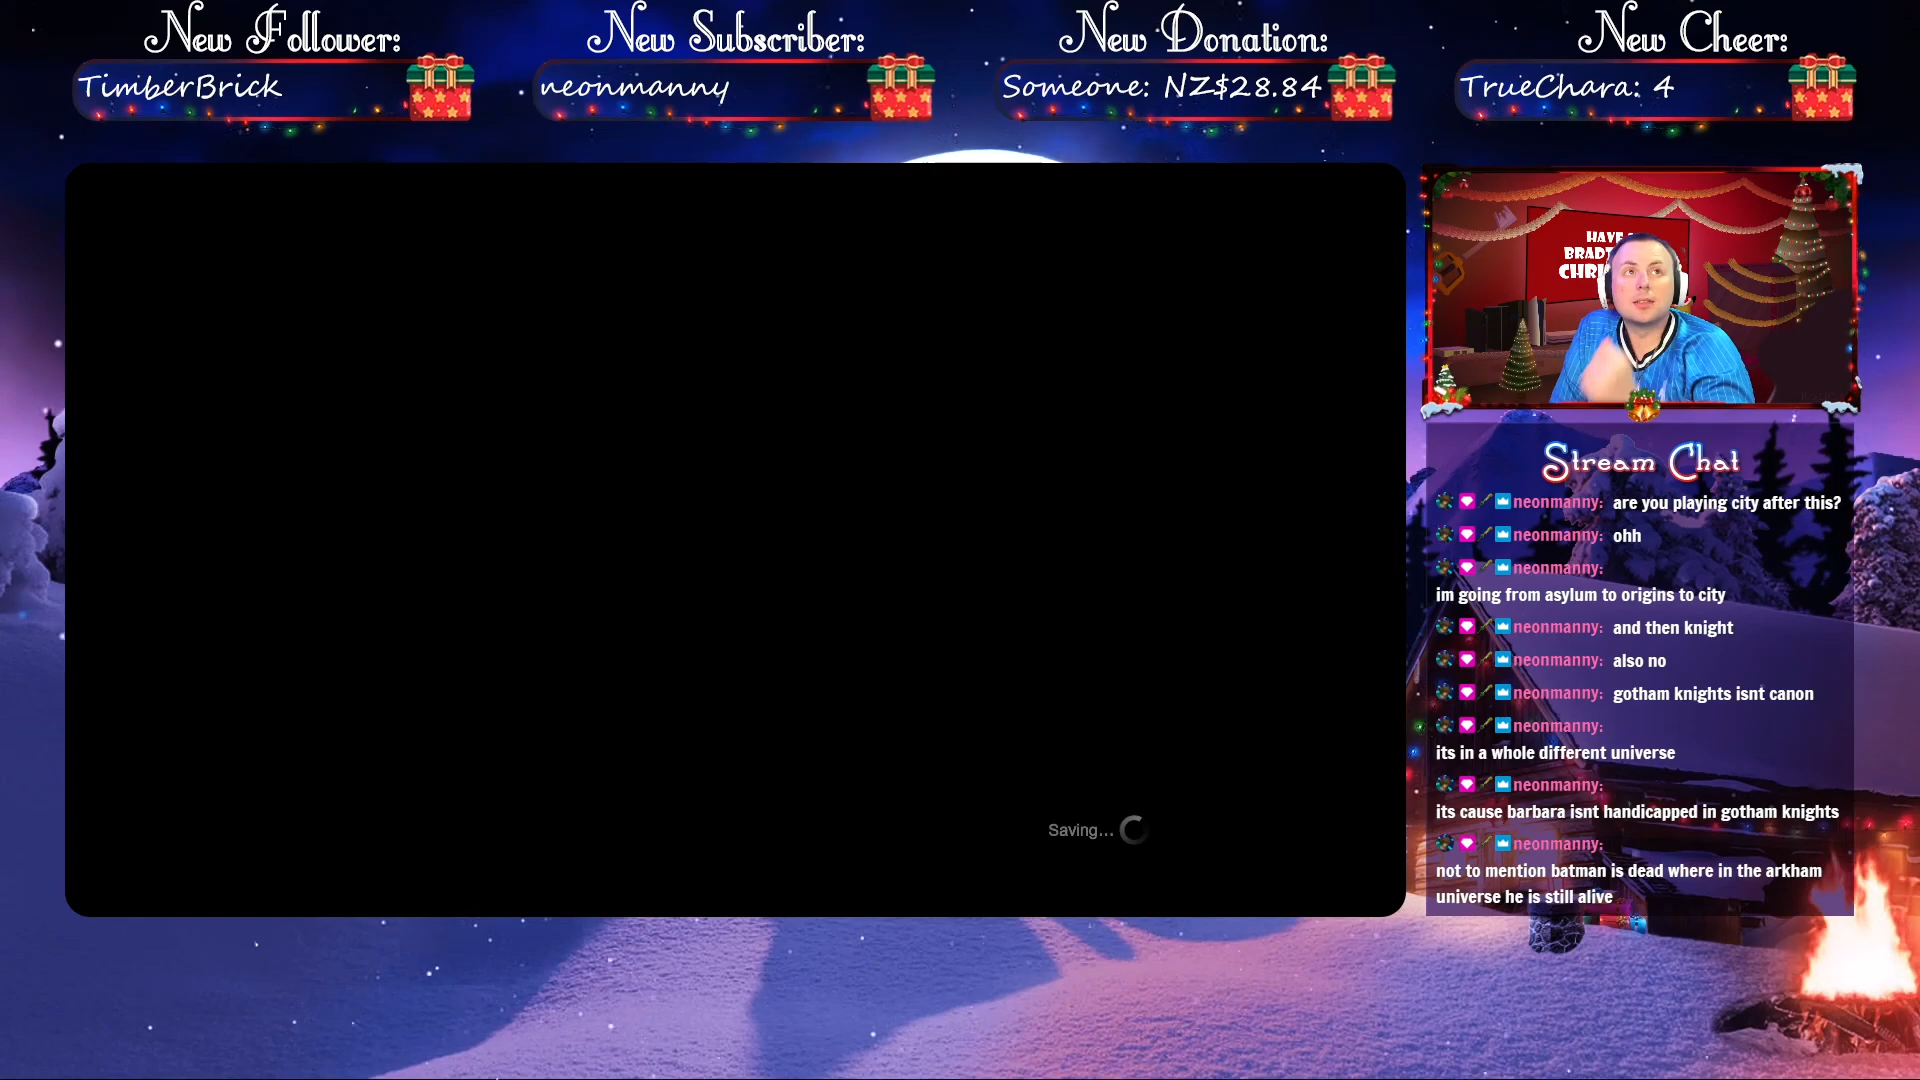 New Follower:
New Subscriber:
New Donation:
New Cheer:
TimberBrick
neonmanny
Someone: NZ$28.84
TrueChara: 4
HAVE
Stream Chat
neonmanny: are you playing city after this?
neonmanny: ohh
neonmanny:
im going from asylum to origins to city
neonmanny: and then knight
neonmanny: also no
neonmanny: gotham knights isnt canon
neonmanny:
its in a whole different universe
neonmanny:
its cause barbara isnt handicapped in gotham knights
neonmanny:
not to mention batman is dead where in the arkham
universe he is still alive
Saving...